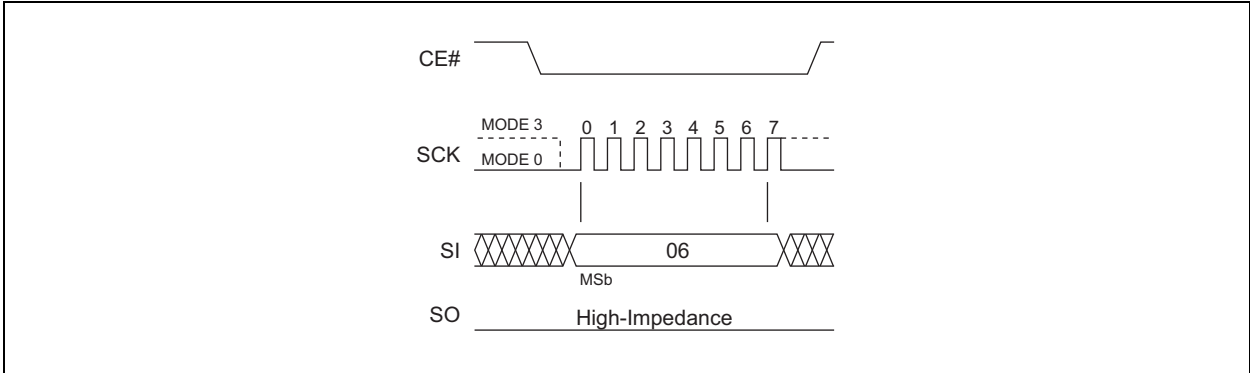 CE#
MODE 3
0 1 2 3 4 5 6 7
SCK
MODE 0
SI
06
MSb
SO
High-Impedance